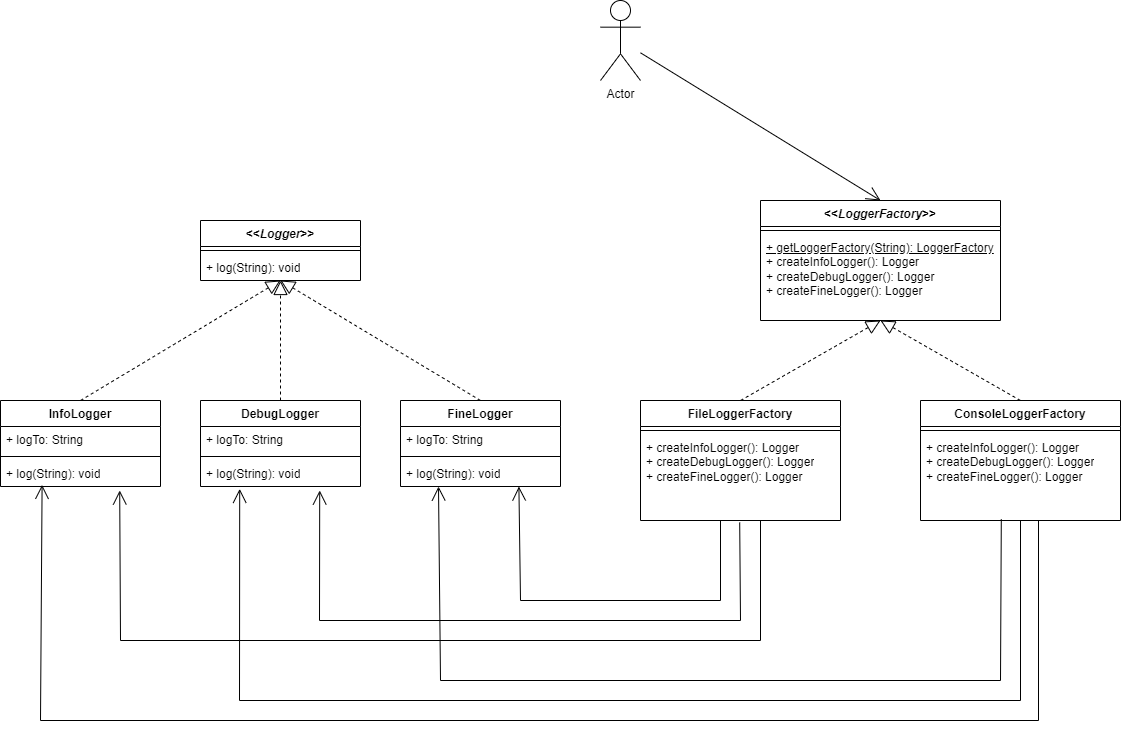 Actor
<<LoggerFactory>>
+ getLoggerFactory(String): LoggerFactory
+ createInfoLogger(): Logger
+ createDebugLogger(): Logger
+ createFineLogger(): Logger
<<Logger>>
+ log(String): void
InfoLogger
+ logTo: String
+ log(String): void
DebugLogger
+ logTo: String
+ log(String): void
FineLogger
+ logTo: String
+ log(String): void
FileLoggerFactory
+ createInfoLogger(): Logger
+ createDebugLogger(): Logger
+ createFineLogger(): Logger
ConsoleLoggerFactory
+ createInfoLogger(): Logger
+ createDebugLogger(): Logger
+ createFineLogger(): Logger